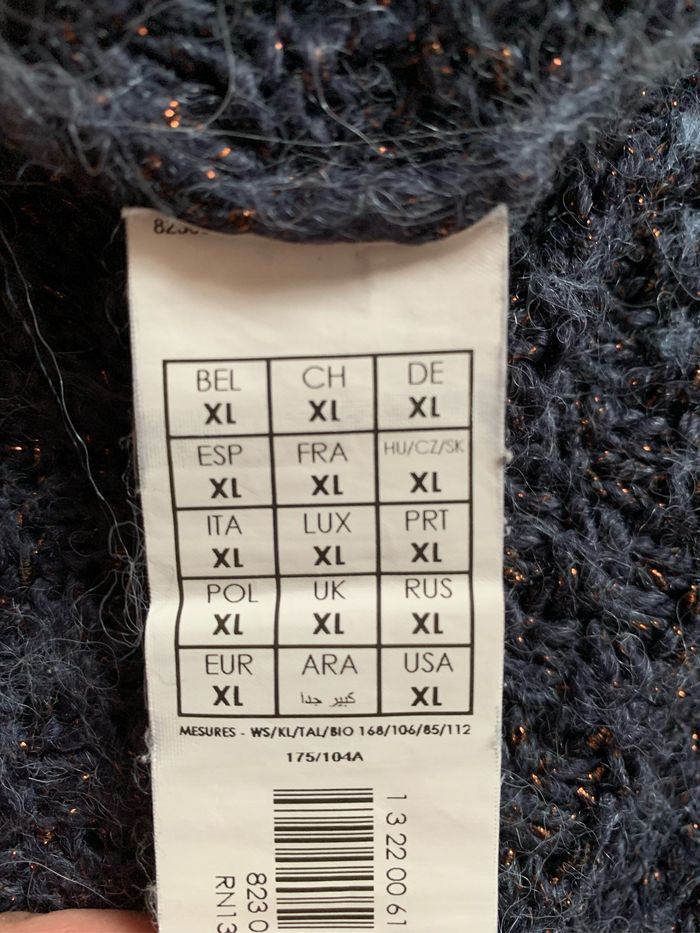 BEL CH DE
XL XL XL
ESP FRA HU/CZ/SK
XL XL XL
ITA LUX PRT
XL XL XL
POL UK RUS
XL XL XL
EUR ARA USA
XL كبير جدا XL
MESURES - WS/KL/TAL/BIO 168/106/85/112
175/104A
1 3 22 00 61
823 0
RN13